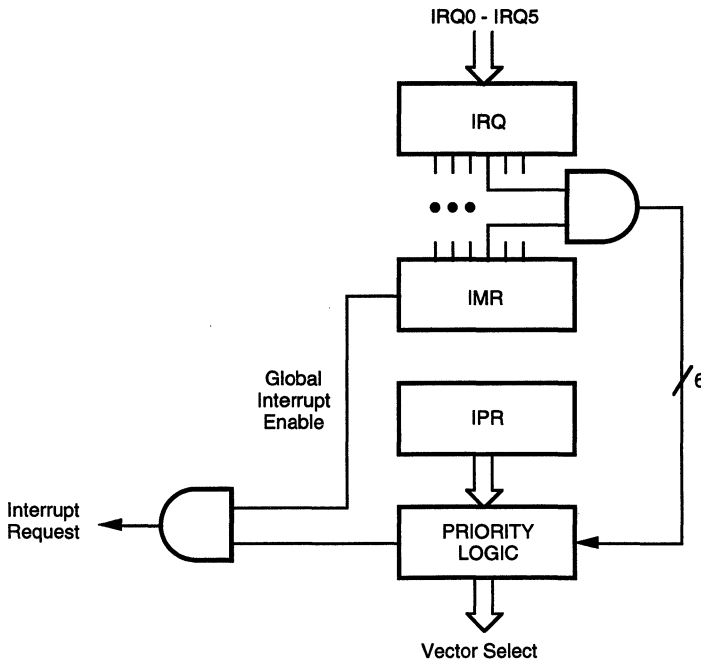 IRQ0 - IRQ5
IRQ
IMR
Global
Interrupt
Enable
6
IPR
Interrupt
Request
PRIORITY
LOGIC
Vector Select